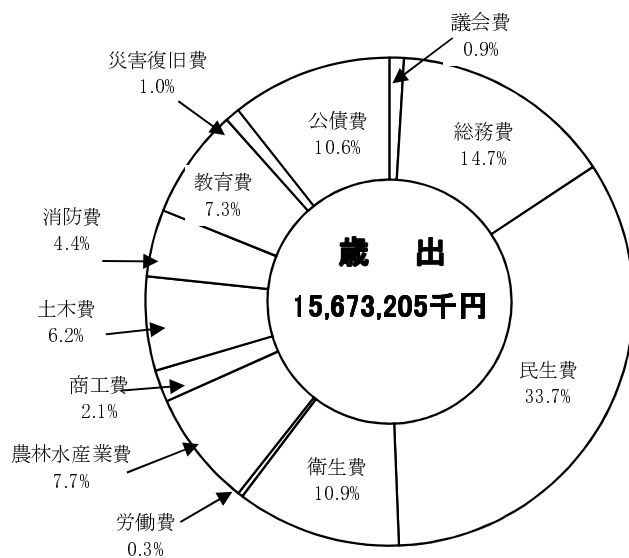 議会費
0.9%
総務費
14.7%
民生費
33.7%
衛生費
10.9%
労働費
0.3%
農林水産業費
7.7%
商工費
2.1%
土木費
6.2%
消防費
4.4%
教育費
7.3%
災害復旧費
1.0%
公債費
10.6%
歳 出
15,673,205千円